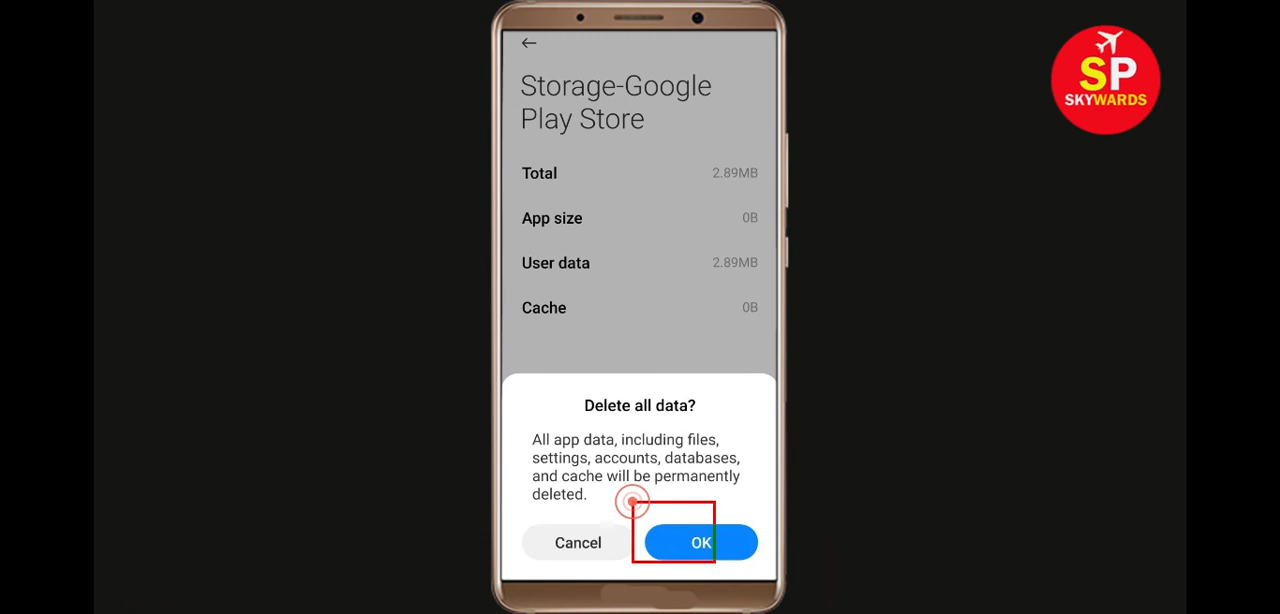 SP
SKYWARDS
Storage-Google
Play Store
Total 2.89MB
App size 0B
User data 2.89MB
Cache 0B
Delete all data?
All app data, including files,
settings, accounts, databases,
and cache will be permanently
deleted.
Cancel OK